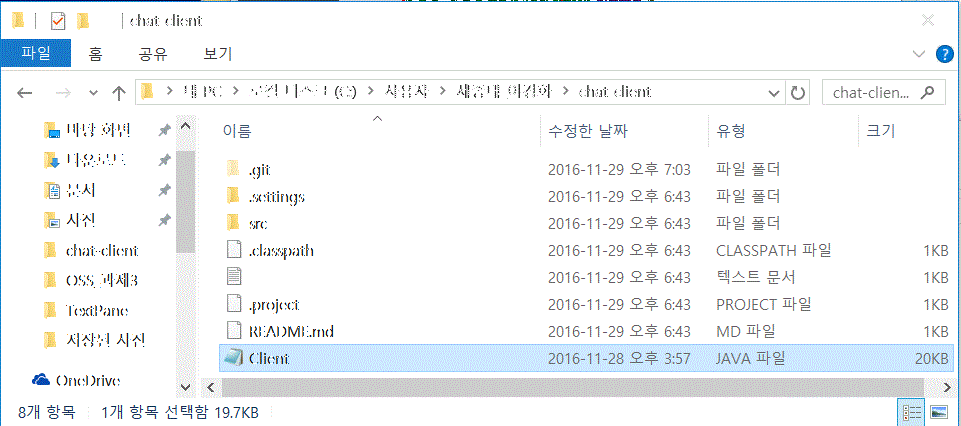 chat-client
파일 홈 공유 보기
내 PC > 로컬 디스크 (C:) > 사용자 > > chat-client chat-clien...
이름 수정한 날짜 유형 크기
바탕 화면
다운로드
문서
사진
chat-client
OSS_과제3
TextPane
저장된 사진
OneDrive
.git 2016-11-29 오후 7:03 파일 폴더
.settings 2016-11-29 오후 6:43 파일 폴더
src 2016-11-29 오후 6:43 파일 폴더
.classpath 2016-11-29 오후 6:43 CLASSPATH 파일 1KB
2016-11-29 오후 6:43 텍스트 문서 1KB
.project 2016-11-29 오후 6:43 PROJECT 파일 1KB
README.md 2016-11-29 오후 6:43 MD 파일 1KB
Client 2016-11-28 오후 3:57 JAVA 파일 20KB
8개 항목 1개 항목 선택함 19.7KB